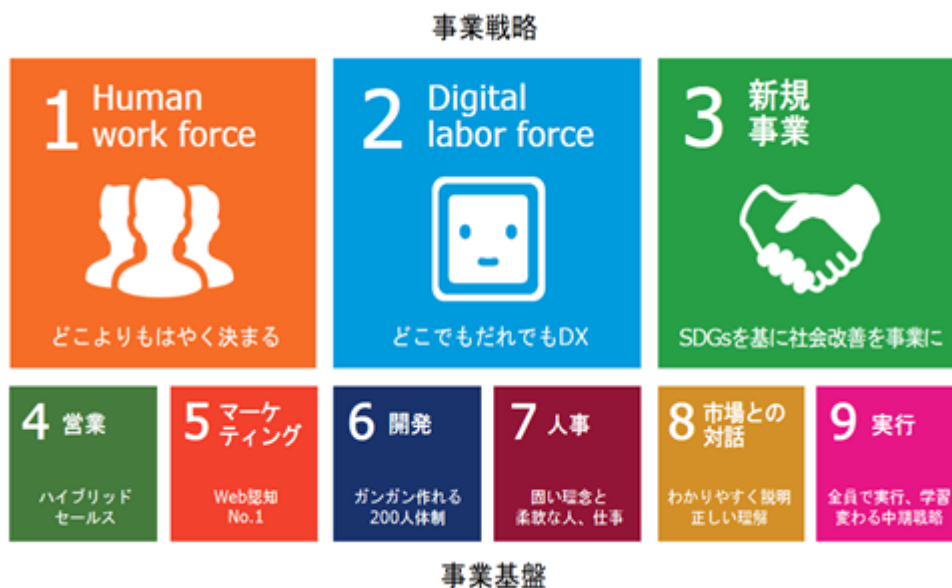 事業戦略
1 Human
work force
どこよりもはやく決まる
2 Digital
labor force
どこでもだれでもDX
3 新規
事業
SDGsを基に社会改善を事業に
4 営業
ハイブリッド
セールス
5 マーケ
ティング
Web認知
No.1
6 開発
ガンガン作れる
200人体制
7 人事
固い理念と
柔軟な人、仕事
8 市場との
対話
わかりやすく説明
正しい理解
9 実行
全員で実行、学習
変わる中期戦略
事業基盤